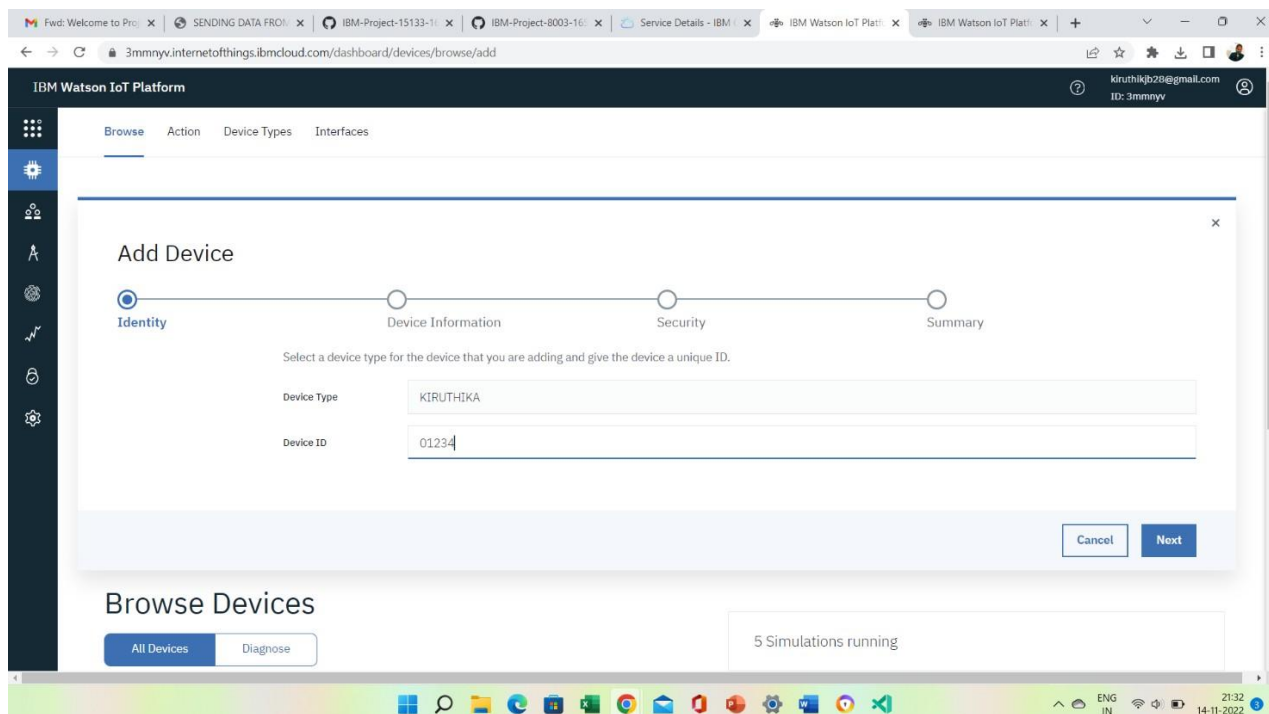 Fwd: Welcome to Proj
SENDING DATA FROM
IBM-Project-15133-16
IBM-Project-8003-165
Service Details - IBM
IBM Watson IoT Platf
IBM Watson IoT Platf
3mmnyv.internetofthings.ibmcloud.com/dashboard/devices/browse/add
IBM Watson IoT Platform
kiruthikjb28@gmail.com
ID: 3mmnyv
Browse Action Device Types Interfaces
Add Device
Identity Device Information Security Summary
Select a device type for the device that you are adding and give the device a unique ID.
Device Type KIRUTHIKA
Device ID 01234
Cancel Next
Browse Devices
5 Simulations running
All Devices Diagnose
ENG
IN
21:32
14-11-2022
3